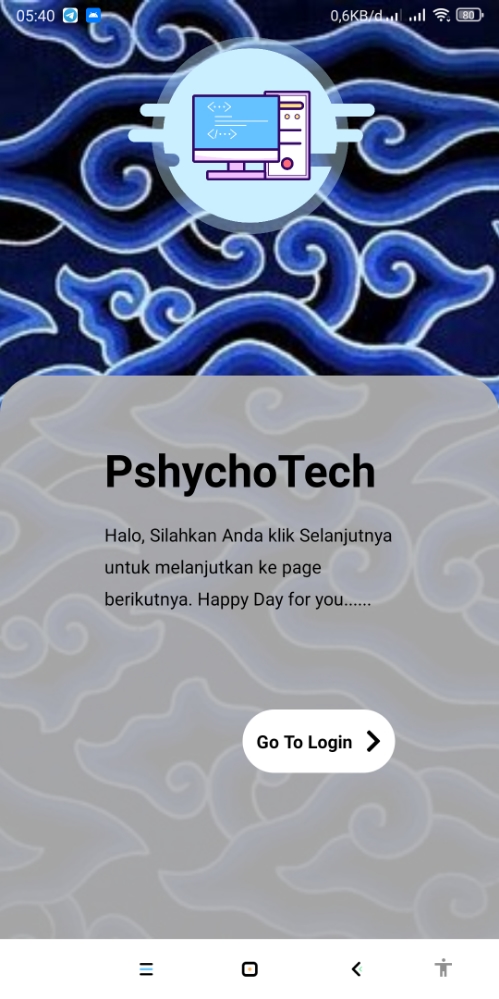 05:40
0,6KB/d
80
<···>
</···>
PshychoTech
Halo, Silahkan Anda klik Selanjutnya
untuk melanjutkan ke page
berikutnya. Happy Day for you......
Go To Login